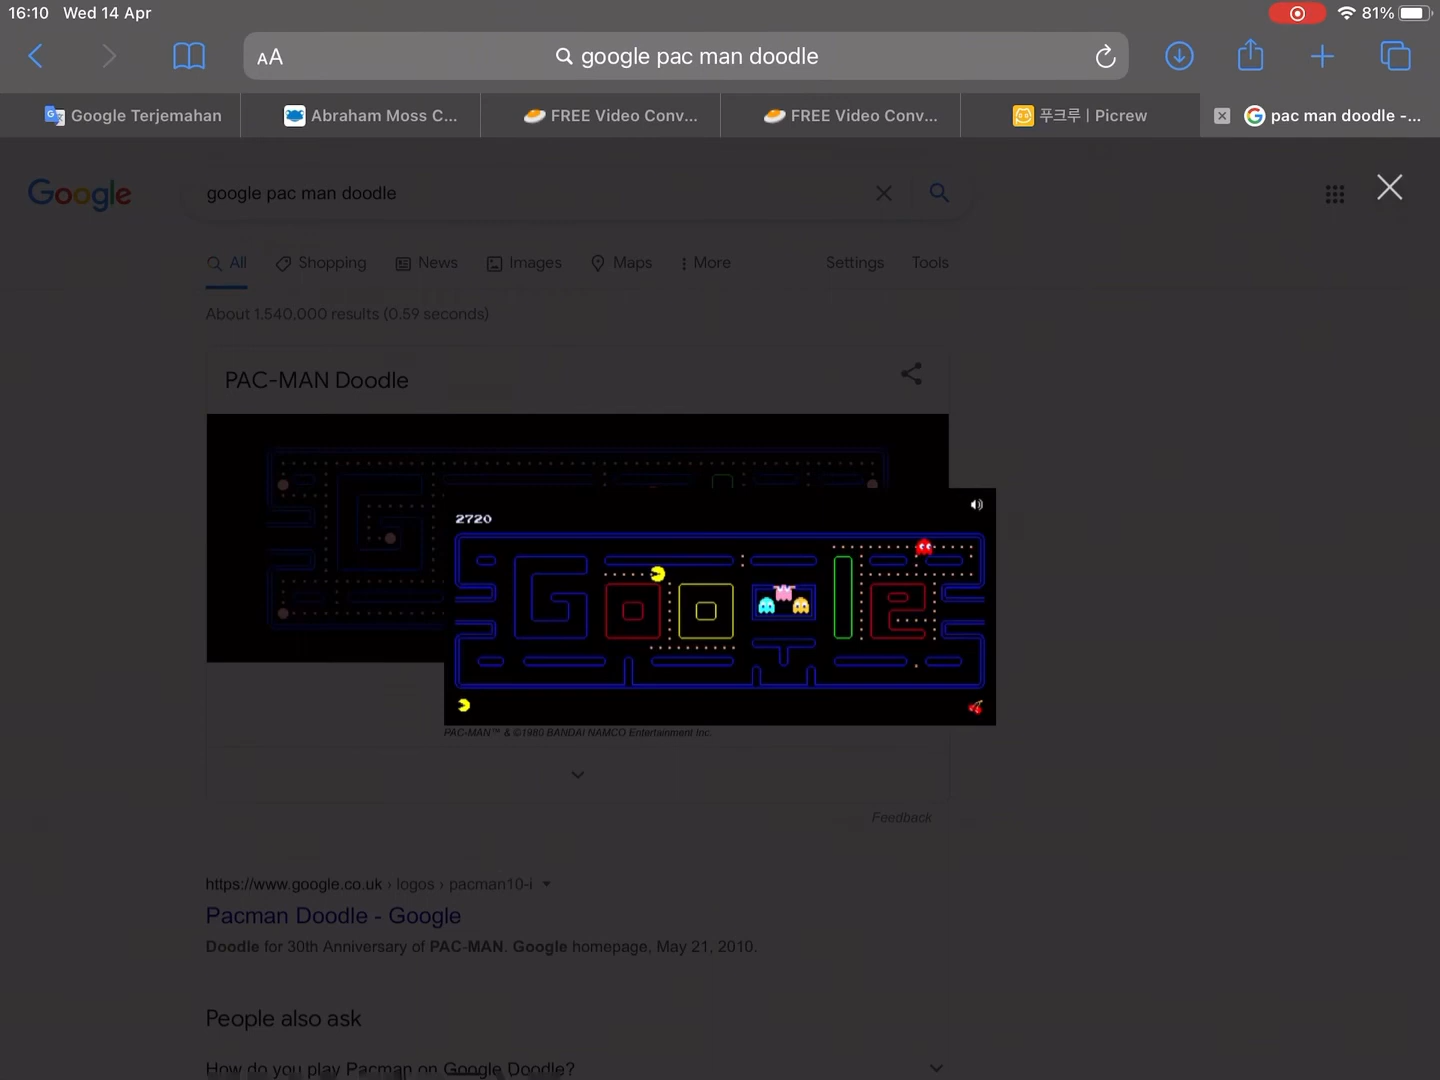 16:10 Wed 14 Apr
81%
AA google pac man doodle
Google Terjemahan
Abraham Moss C...
FREE Video Conv...
FREE Video Conv...
푸크루 | Picrew
pac man doodle -...
Google google pac man doodle
All Shopping News Images Maps More Settings Tools
About 1.540.000 results (0.59 seconds)
PAC-MAN Doodle
2720
PAC-MAN™ & ©1980 BANDAI NAMCO Entertainment Inc.
Feedback
https://www.google.co.uk › logos › pacman10-i
Pacman Doodle - Google
Doodle for 30th Anniversary of PAC-MAN. Google homepage, May 21, 2010.
People also ask
How do you play Pacman on Google Doodle?